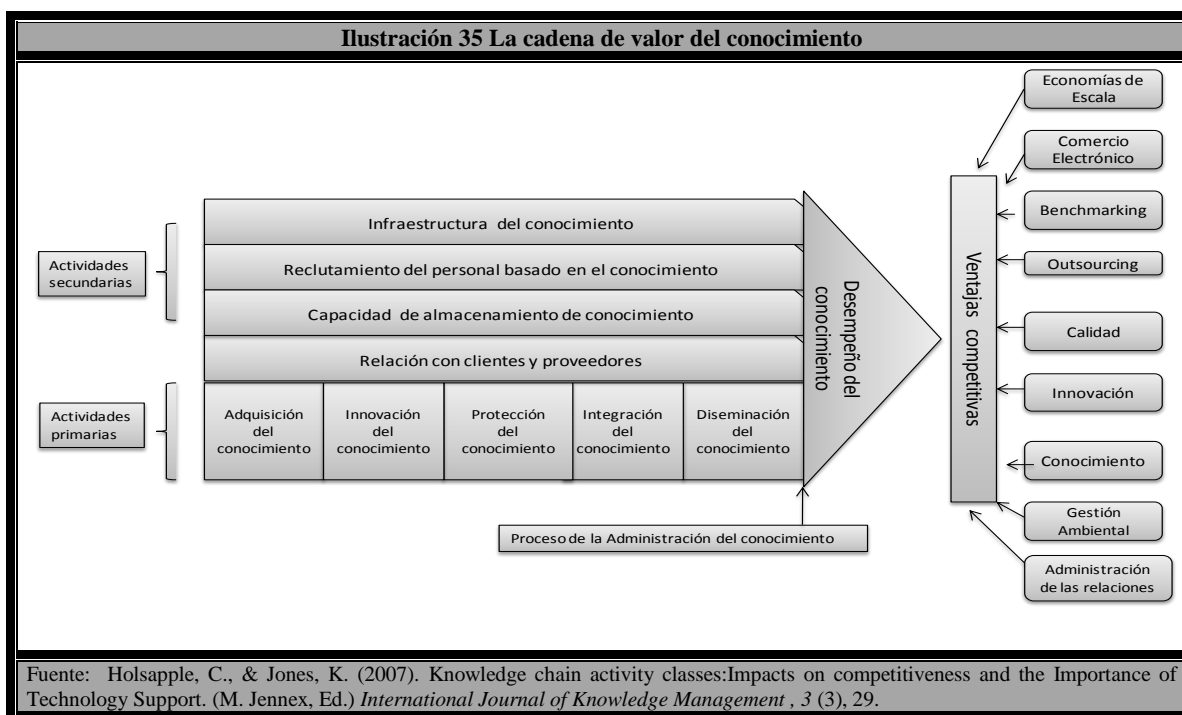 Ilustración 35 La cadena de valor del conocimiento
Economías de
Escala
Comercio
Electrónico
Benchmarking
Outsourcing
Calidad
Innovación
Conocimiento
Gestión
Ambiental
Administración
de las relaciones
Ventajas competitivas
Desempeño del
conocimiento
Infraestructura del conocimiento
Reclutamiento del personal basado en el conocimiento
Capacidad de almacenamiento de conocimiento
Relación con clientes y proveedores
Actividades
secundarias
Actividades
primarias
Adquisición
del
conocimiento
Innovación
del
conocimiento
Protección
del
conocimiento
Integración
del
conocimiento
Diseminación
del
conocimiento
Proceso de la Administración del conocimiento
Fuente: Holsapple, C., & Jones, K. (2007). Knowledge chain activity classes:Impacts on competitiveness and the Importance of
Technology Support. (M. Jennex, Ed.) International Journal of Knowledge Management , 3 (3), 29.